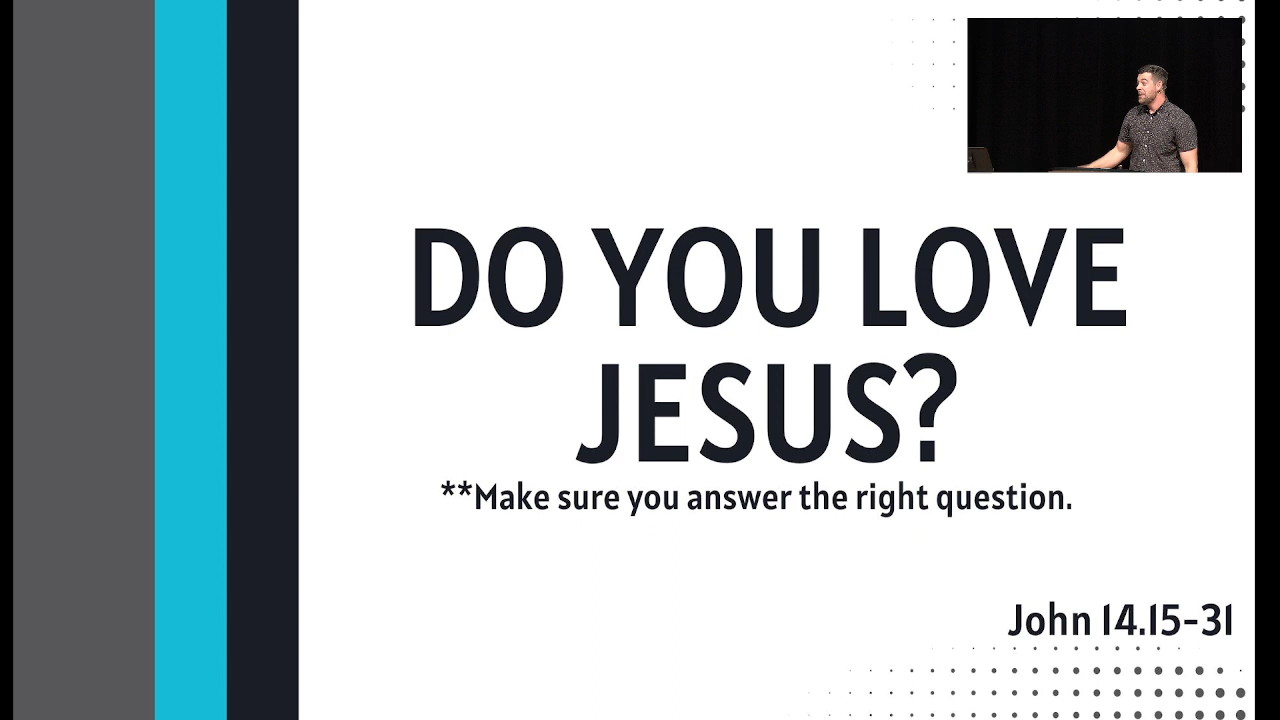 DO YOU LOVE
JESUS?
**Make sure you answer the right question.
John 14.15-31